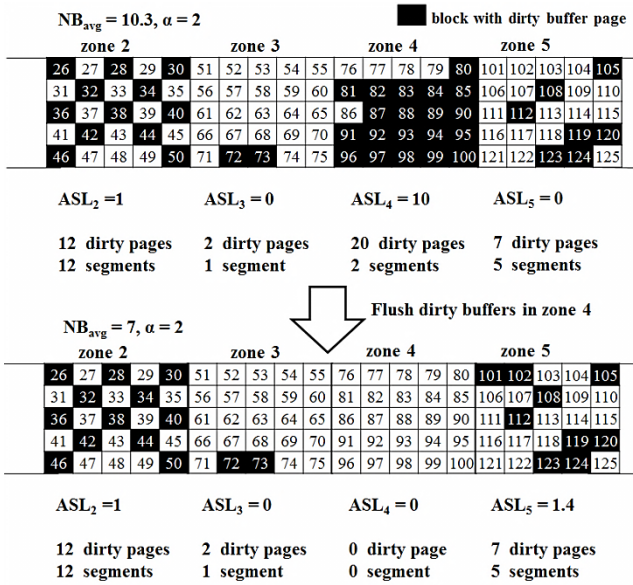 NBavg = 10.3, α = 2
block with dirty buffer page
zone 2 zone 3 zone 4 zone 5
26 27 28 29 30 51 52 53 54 55 76 77 78 79 80 101 102 103 104 105
31 32 33 34 35 56 57 58 59 60 81 82 83 84 85 106 107 108 109 110
36 37 38 39 40 61 62 63 64 65 86 87 88 89 90 111 112 113 114 115
41 42 43 44 45 66 67 68 69 70 91 92 93 94 95 116 117 118 119 120
46 47 48 49 50 71 72 73 74 75 96 97 98 99 100 121 122 123 124 125
ASL2 =1 ASL3 = 0 ASL4 = 10 ASL5 = 0
12 dirty pages 2 dirty pages 20 dirty pages 7 dirty pages
12 segments 1 segment 2 segments 5 segments
Flush dirty buffers in zone 4
NBavg = 7, α = 2
zone 2 zone 3 zone 4 zone 5
26 27 28 29 30 51 52 53 54 55 76 77 78 79 80 101 102 103 104 105
31 32 33 34 35 56 57 58 59 60 81 82 83 84 85 106 107 108 109 110
36 37 38 39 40 61 62 63 64 65 86 87 88 89 90 111 112 113 114 115
41 42 43 44 45 66 67 68 69 70 91 92 93 94 95 116 117 118 119 120
46 47 48 49 50 71 72 73 74 75 96 97 98 99 100 121 122 123 124 125
ASL2 =1 ASL3 = 0 ASL4 = 0 ASL5 = 1.4
12 dirty pages 2 dirty pages 0 dirty page 7 dirty pages
12 segments 1 segment 0 segment 5 segments